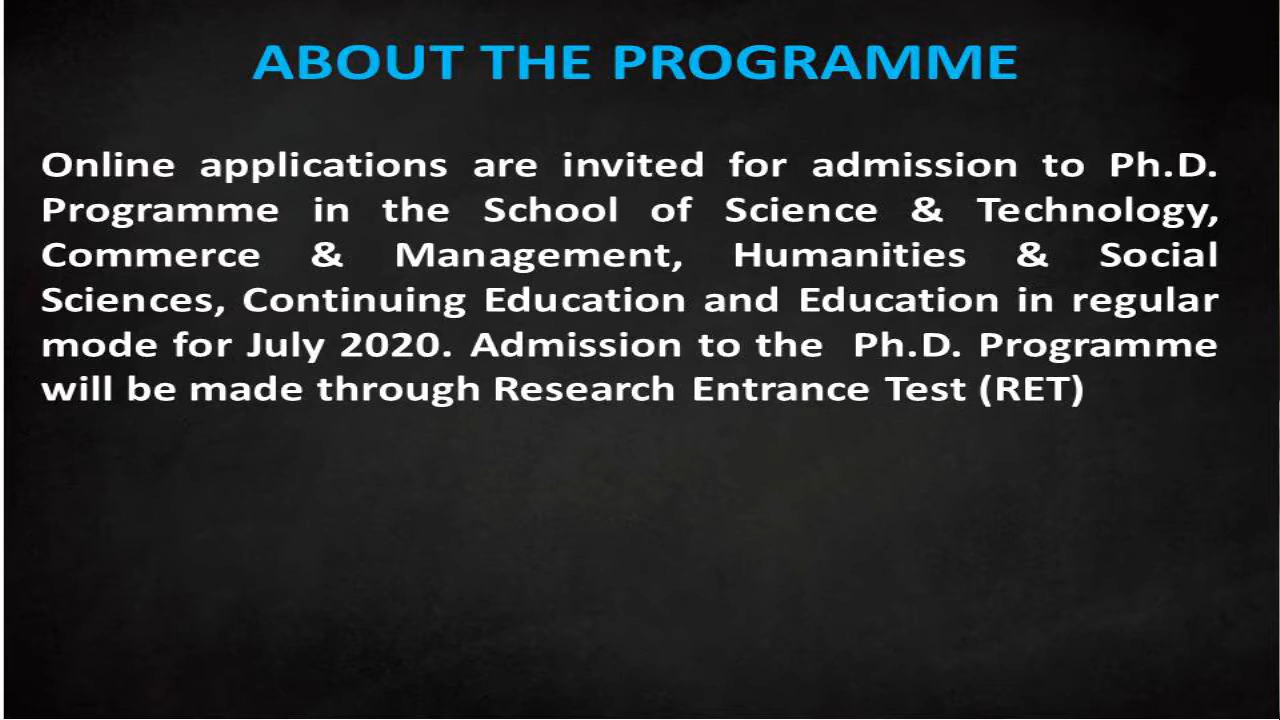 ABOUT THE PROGRAMME
Online applications are invited for admission to Ph.D.
Programme in the School of Science & Technology,
Commerce & Management, Humanities & Social
Sciences, Continuing Education and Education in regular
mode for July 2020. Admission to the Ph.D. Programme
will be made through Research Entrance Test (RET)